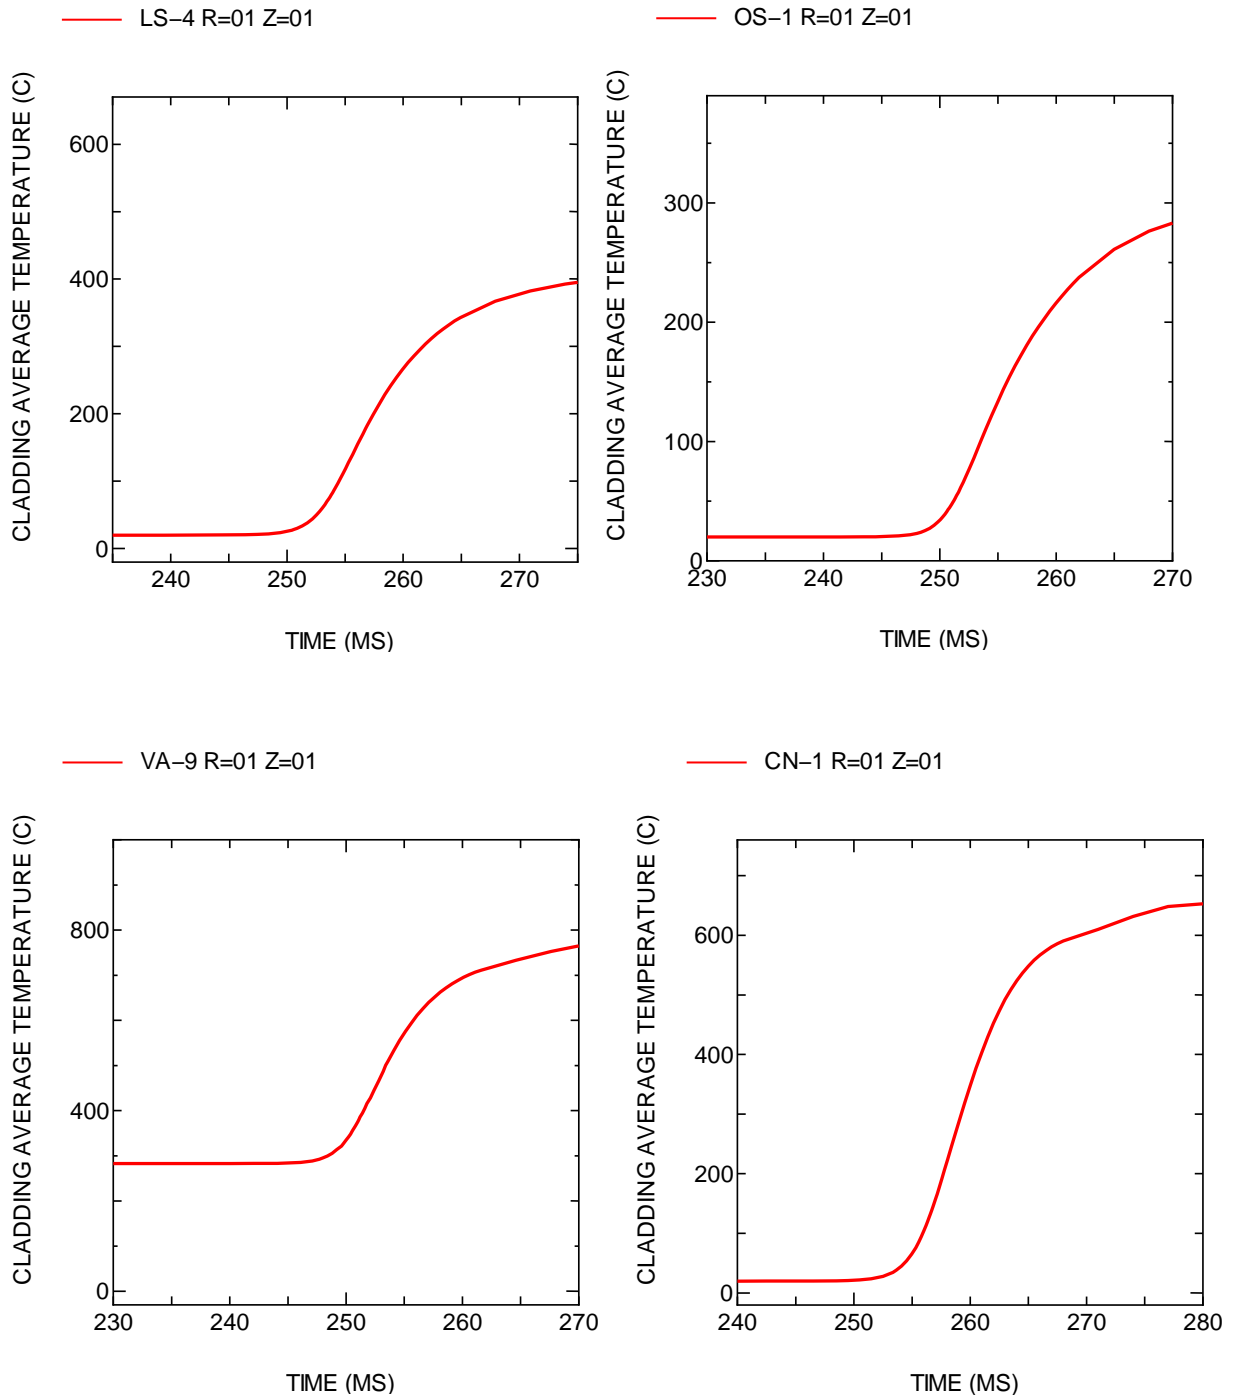 LS−4 R=01 Z=01
CLADDING AVERAGE TEMPERATURE (C)
600
400
200
0
240 250 260 270
TIME (MS)
OS−1 R=01 Z=01
CLADDING AVERAGE TEMPERATURE (C)
300
200
100
0
230 240 250 260 270
TIME (MS)
VA−9 R=01 Z=01
CLADDING AVERAGE TEMPERATURE (C)
800
400
0
230 240 250 260 270
TIME (MS)
CN−1 R=01 Z=01
CLADDING AVERAGE TEMPERATURE (C)
600
400
200
0
240 250 260 270 280
TIME (MS)